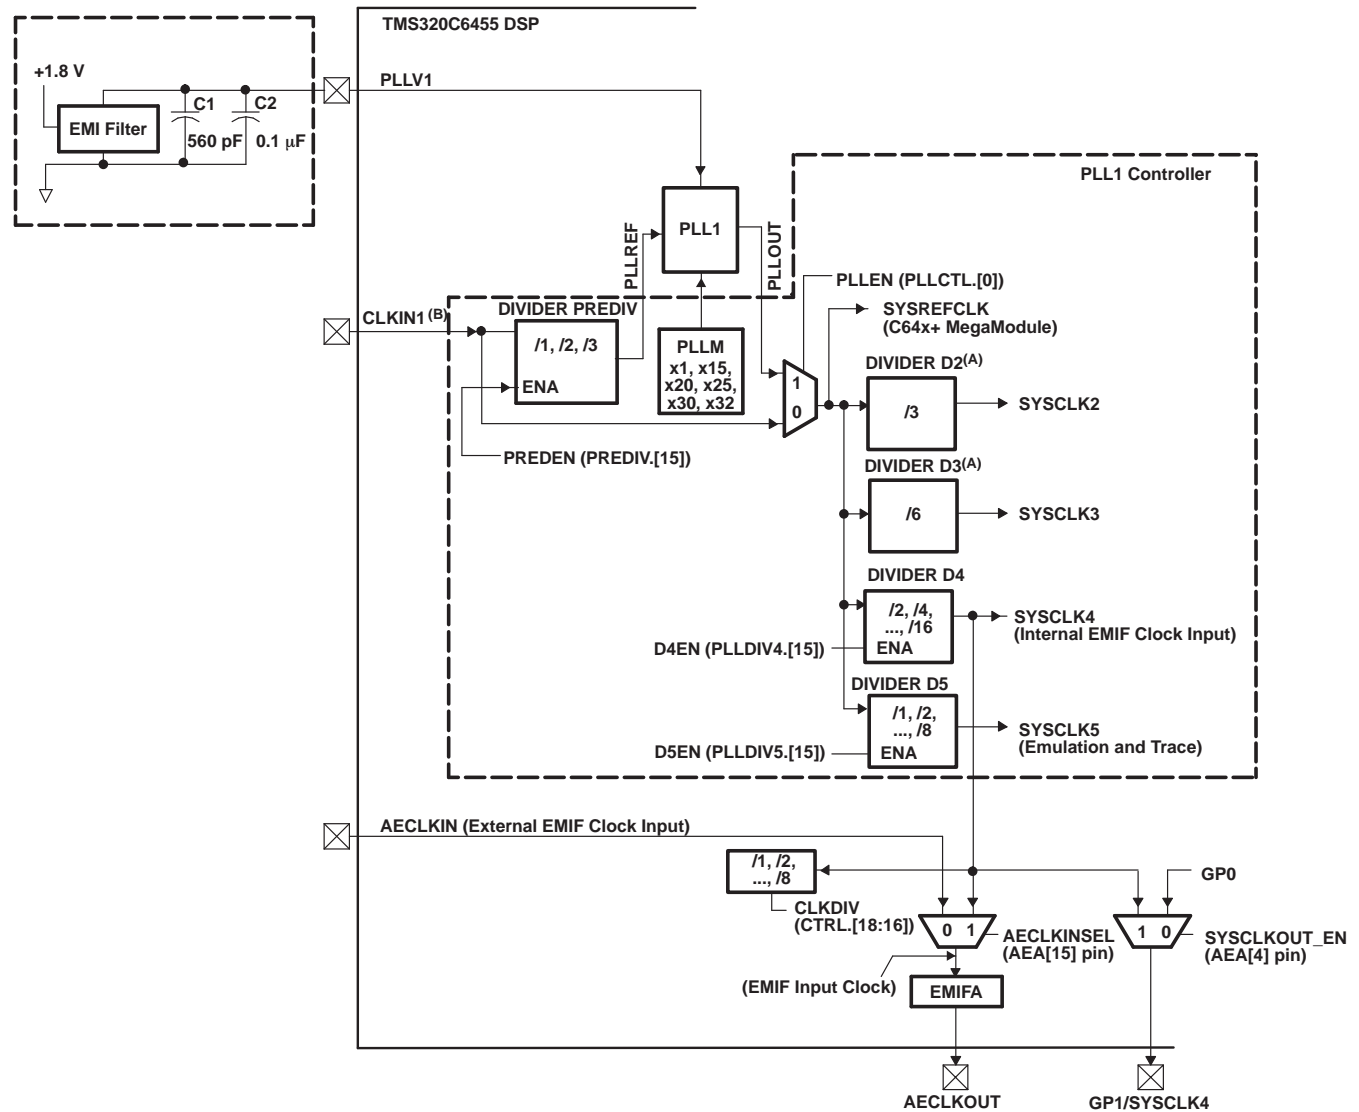 TMS320C6455 DSP
+1.8 V
PLLV1
C1
C2
EMI Filter
560 pF
0.1 µF
PLL1 Controller
PLLREF
PLL1
PLLOUT
PLLEN (PLLCTL.[0])
SYSREFCLK
(C64x+ MegaModule)
CLKIN1 (B)
DIVIDER PREDIV
/1, /2, /3
ENA
PLLM
x1, x15,
x20, x25,
x30, x32
1
0
DIVIDER D2(A)
/3
SYSCLK2
PREDEN (PREDIV.[15])
DIVIDER D3(A)
/6
SYSCLK3
DIVIDER D4
/2, /4,
..., /16
ENA
SYSCLK4
(Internal EMIF Clock Input)
D4EN (PLLDIV4.[15])
DIVIDER D5
/1, /2,
..., /8
ENA
SYSCLK5
(Emulation and Trace)
D5EN (PLLDIV5.[15])
AECLKIN (External EMIF Clock Input)
/1, /2,
..., /8
GP0
CLKDIV
(CTRL.[18:16])
0 1
AECLKINSEL
(AEA[15] pin)
1 0
SYSCLKOUT_EN
(AEA[4] pin)
(EMIF Input Clock)
EMIFA
AECLKOUT
GP1/SYSCLK4